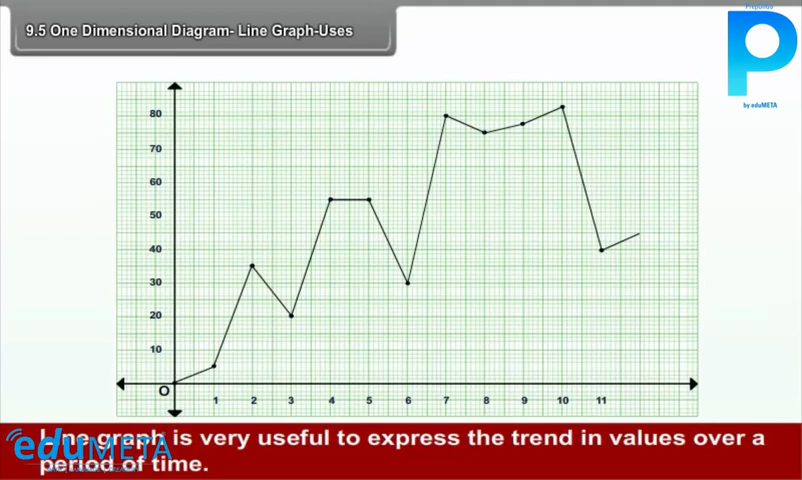 9.5 One Dimensional Diagram- Line Graph-Uses
Prepondo
P
by eduMETA
80
70
60
50
40
30
20
10
O
1 2 3 4 5 6 7 8 9 10 11
Line graph is very useful to express the trend in values over a
period of time.
eduMETA